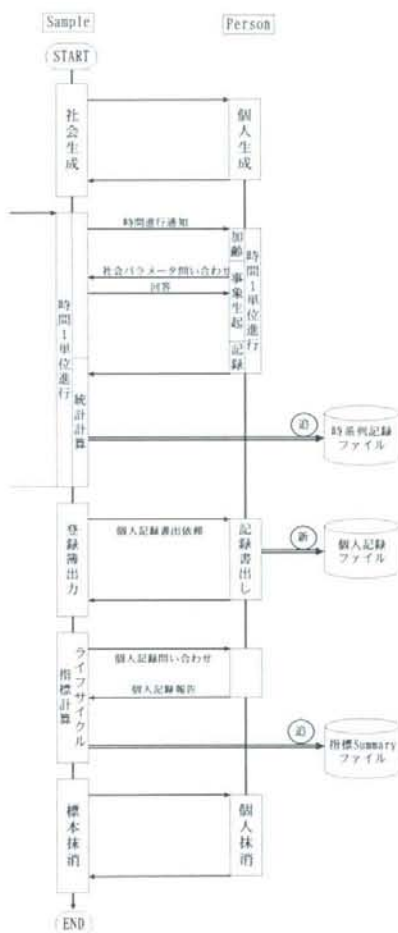 Sample
Person
START
社会生成
個人生成
時間進行通知
加齢
社会パラメータ問い合わせ
回答
事象生起
時間1単位進行
時間1単位進行
記録
統計計算
追
時系列記録
ファイル
登録簿出力
個人記録書出依頼
記録書出し
新
個人記録
ファイル
ライフサイクル
指標計算
個人記録問い合わせ
個人記録報告
追
指標Summary
ファイル
標本抹消
個人抹消
END